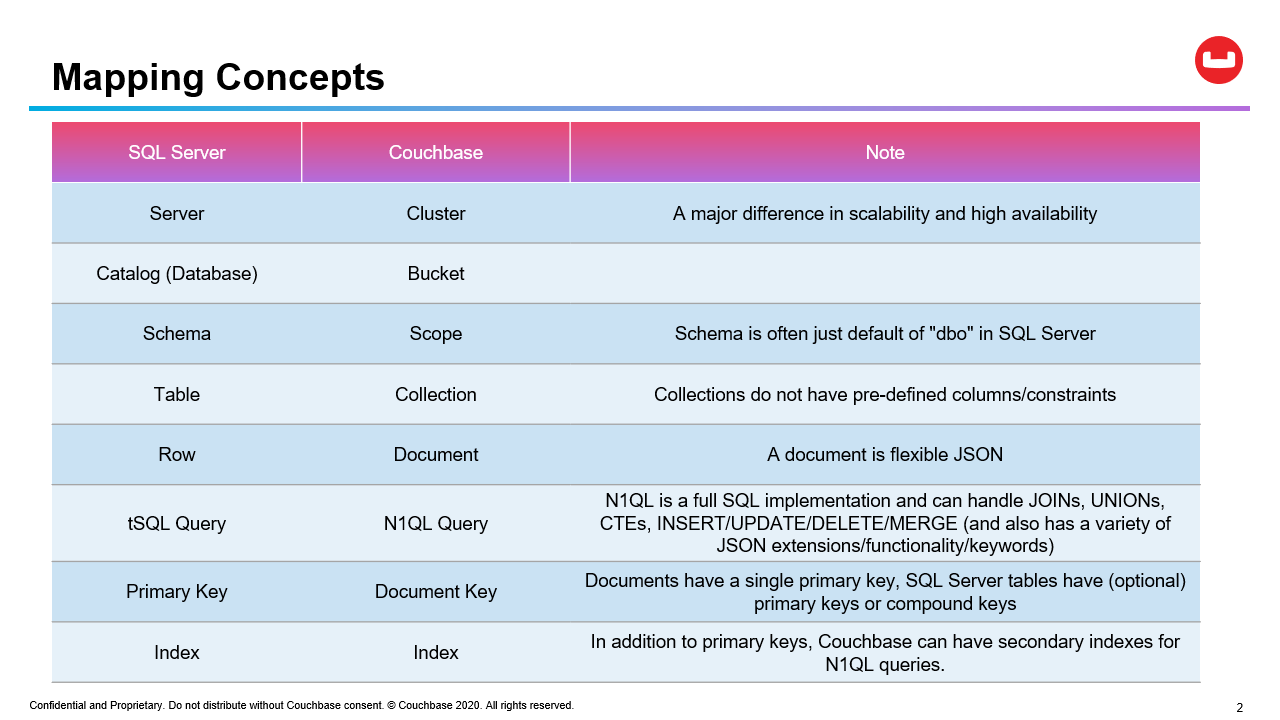 Mapping Concepts
SQL Server Couchbase Note
Server Cluster A major difference in scalability and high availability
Catalog (Database) Bucket
Schema Scope Schema is often just default of "dbo" in SQL Server
Table Collection Collections do not have pre-defined columns/constraints
Row Document A document is flexible JSON
tSQL Query N1QL Query N1QL is a full SQL implementation and can handle JOINs, UNIONs,
CTEs, INSERT/UPDATE/DELETE/MERGE (and also has a variety of
JSON extensions/functionality/keywords)
Primary Key Document Key Documents have a single primary key, SQL Server tables have (optional)
primary keys or compound keys
Index Index In addition to primary keys, Couchbase can have secondary indexes for
N1QL queries.
Confidential and Proprietary. Do not distribute without Couchbase consent. © Couchbase 2020. All rights reserved. 2